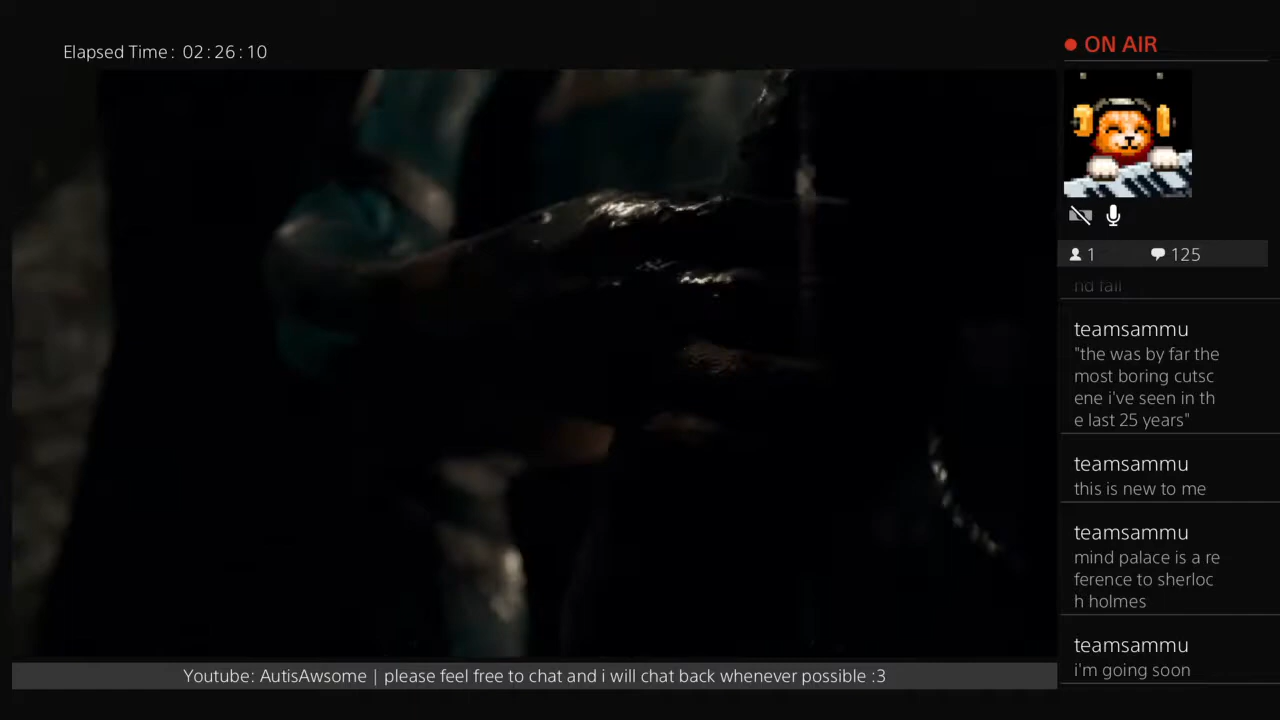 Elapsed Time: 02:26:10
ON AIR
1 125
nd fail
teamsammu
"the was by far the
most boring cutsc
ene i've seen in th
e last 25 years"
teamsammu
this is new to me
teamsammu
mind palace is a re
ference to sherloc
h holmes
teamsammu
i'm going soon
Youtube: AutisAwsome | please feel free to chat and i will chat back whenever possible :3